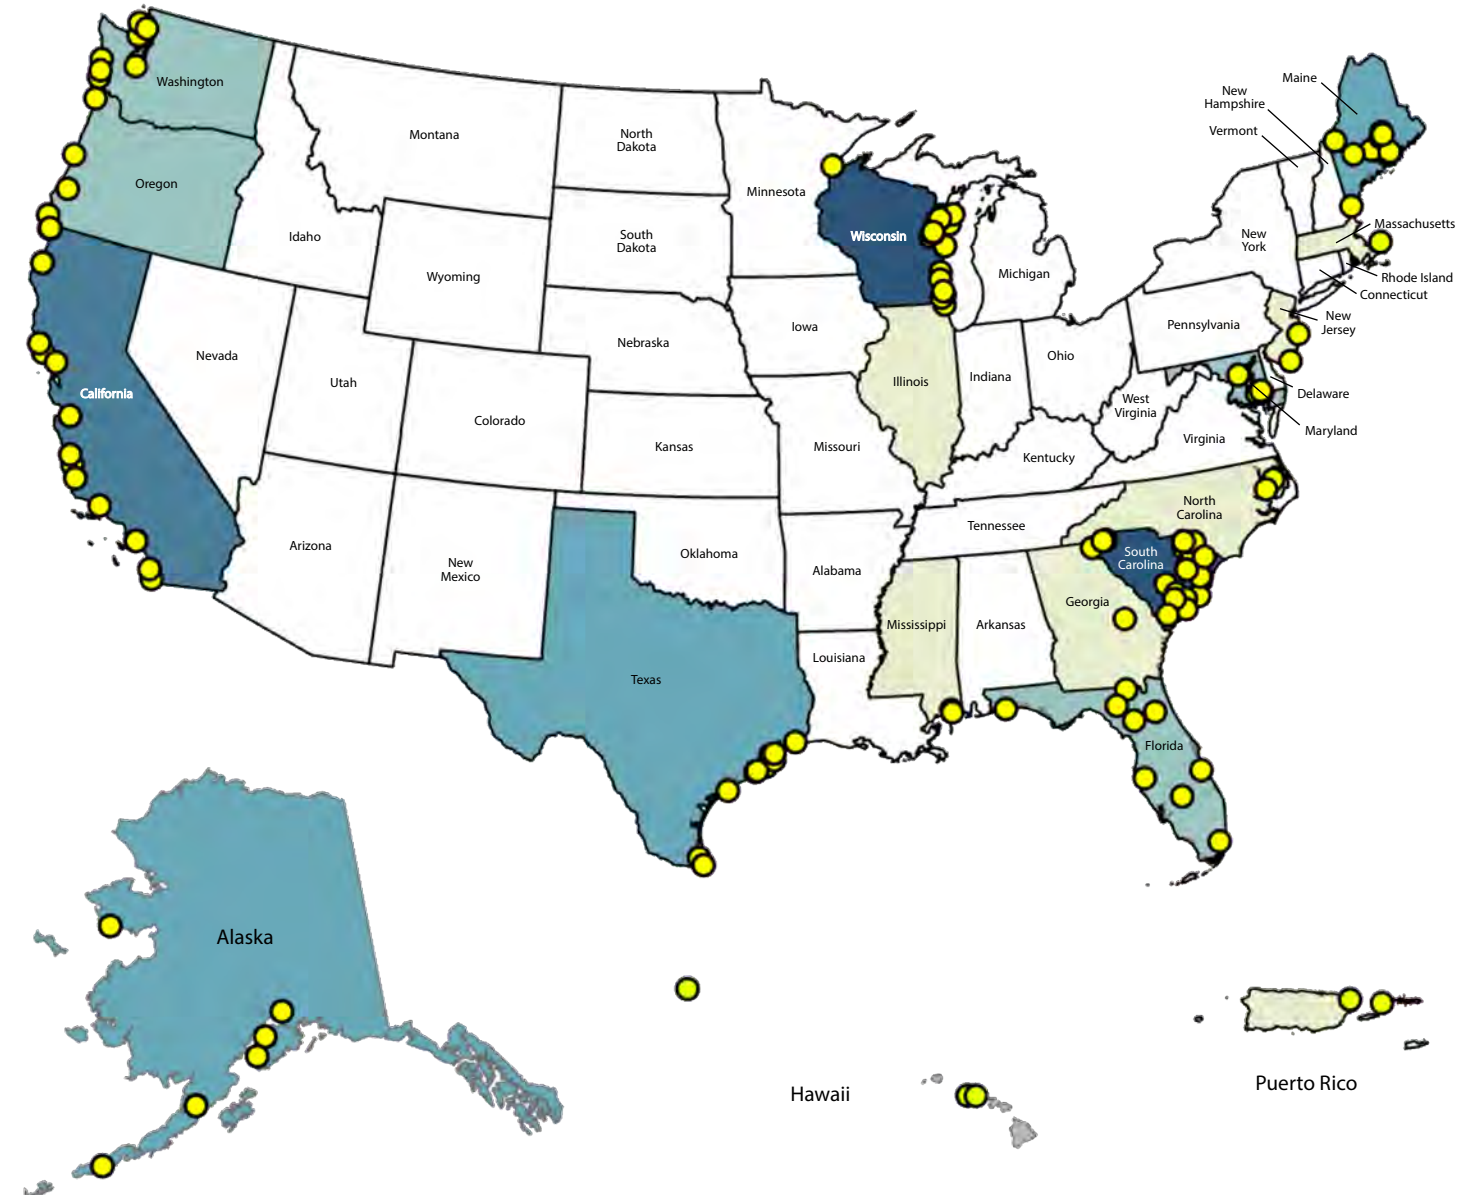 Maine
New
Hampshire
Vermont
Washington
Montana
North
Dakota
Minnesota
Oregon
Idaho
South
Dakota
Wisconsin
Massachusetts
New
York
Michigan
Wyoming
Rhode Island
Connecticut
New
Jersey
Pennsylvania
Iowa
Nebraska
Nevada
Ohio
Utah
Illinois
Indiana
California
Delaware
West
Virginia
Colorado
Maryland
Virginia
Kansas
Missouri
Kentucky
North
Carolina
Tennessee
Arizona
Oklahoma
South
Carolina
New
Mexico
Alabama
Georgia
Mississippi
Arkansas
Louisiana
Texas
Florida
Alaska
Hawaii
Puerto Rico